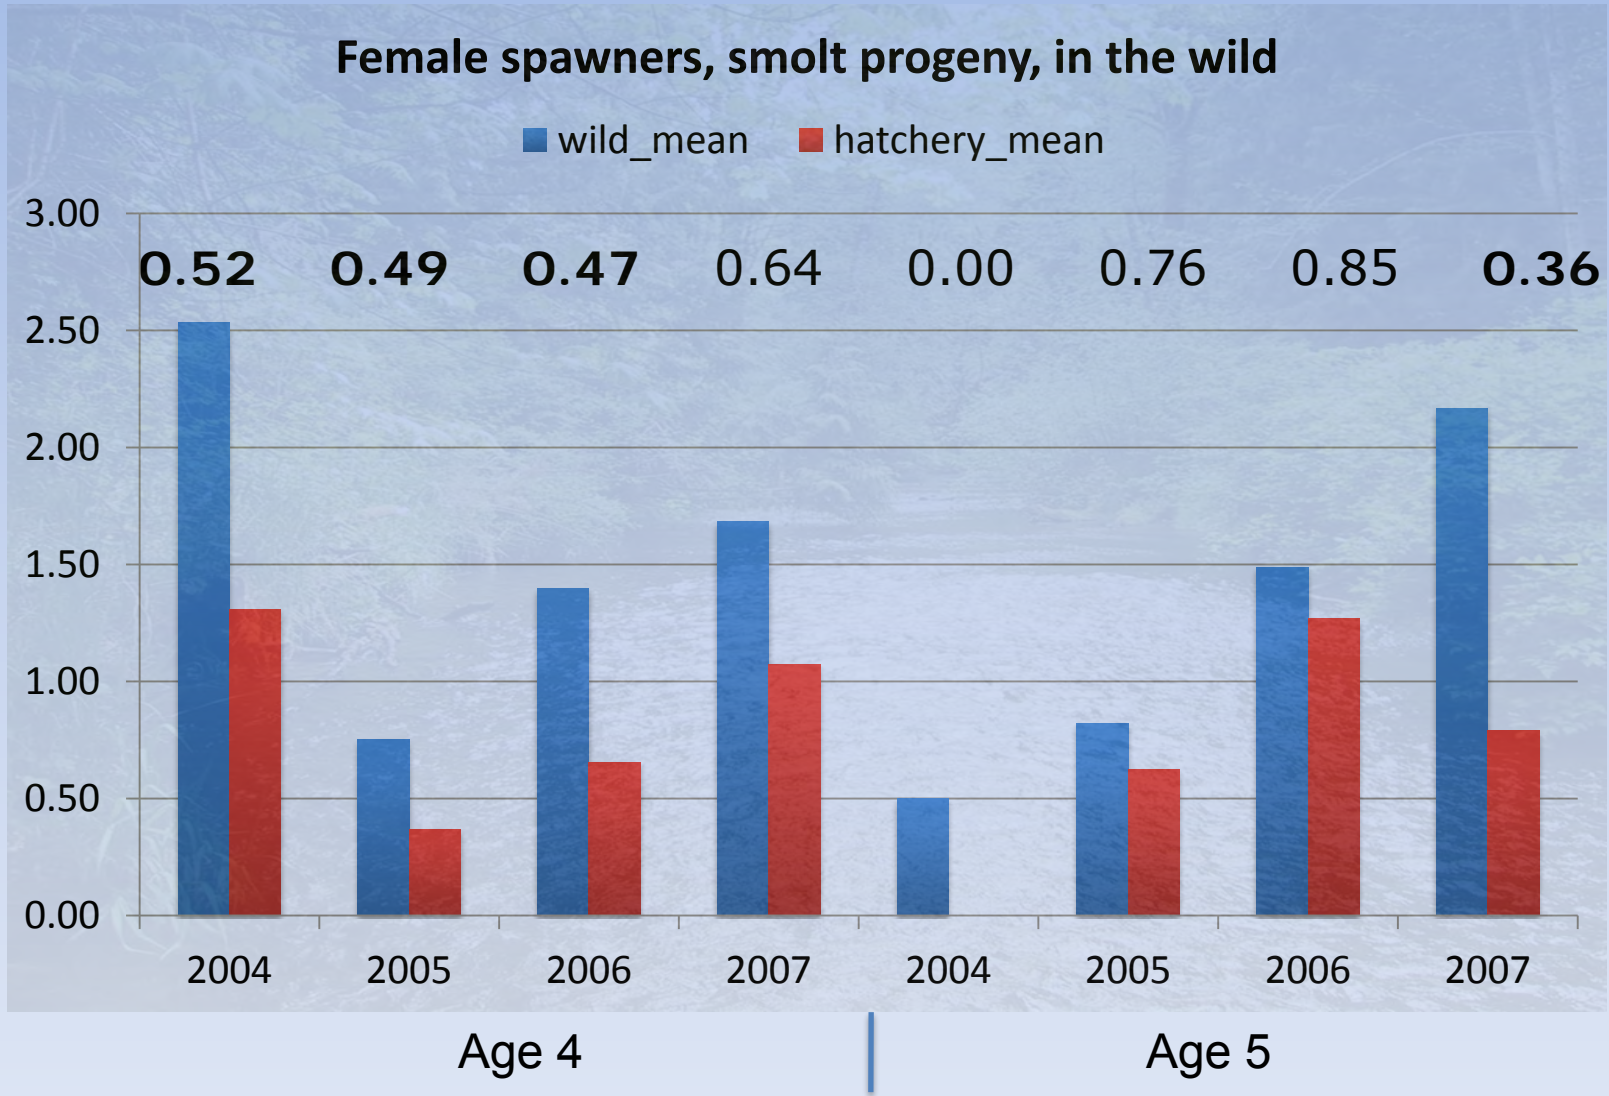 Female spawners, smolt progeny, in the wild
wild_mean hatchery_mean
3.00
0.52 0.49 0.47 0.64 0.00 0.76 0.85 0.36
2.50
2.00
1.50
1.00
0.50
0.00
2004 2005 2006 2007 2004 2005 2006 2007
Age 4 Age 5